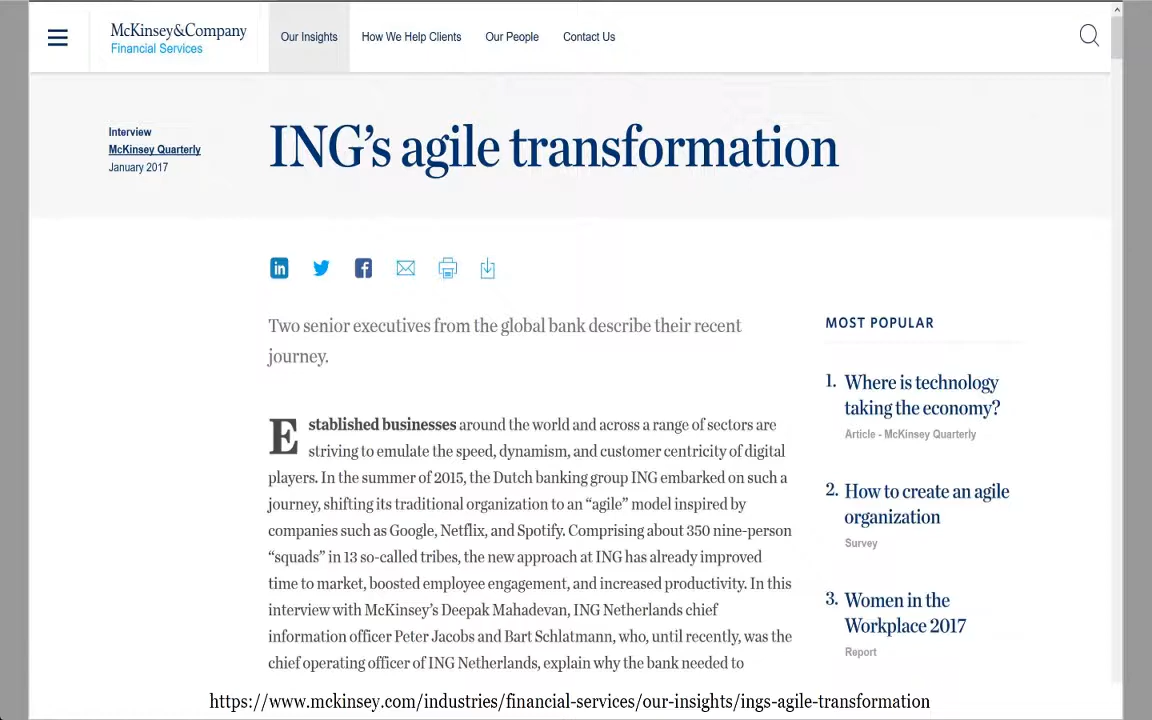 McKinsey&Company
Financial Services
Our Insights
How We Help Clients
Our People
Contact Us
Interview
McKinsey Quarterly
January 2017
ING's agile transformation
Two senior executives from the global bank describe their recent
journey.
Established businesses around the world and across a range of sectors are
striving to emulate the speed, dynamism, and customer centricity of digital
players. In the summer of 2015, the Dutch banking group ING embarked on such a
journey, shifting its traditional organization to an “agile” model inspired by
companies such as Google, Netflix, and Spotify. Comprising about 350 nine-person
“squads” in 13 so-called tribes, the new approach at ING has already improved
time to market, boosted employee engagement, and increased productivity. In this
interview with McKinsey’s Deepak Mahadevan, ING Netherlands chief
information officer Peter Jacobs and Bart Schlatmann, who, until recently, was the
chief operating officer of ING Netherlands, explain why the bank needed to
MOST POPULAR
1. Where is technology
taking the economy?
Article - McKinsey Quarterly
2. How to create an agile
organization
Survey
3. Women in the
Workplace 2017
Report
https://www.mckinsey.com/industries/financial-services/our-insights/ings-agile-transformation